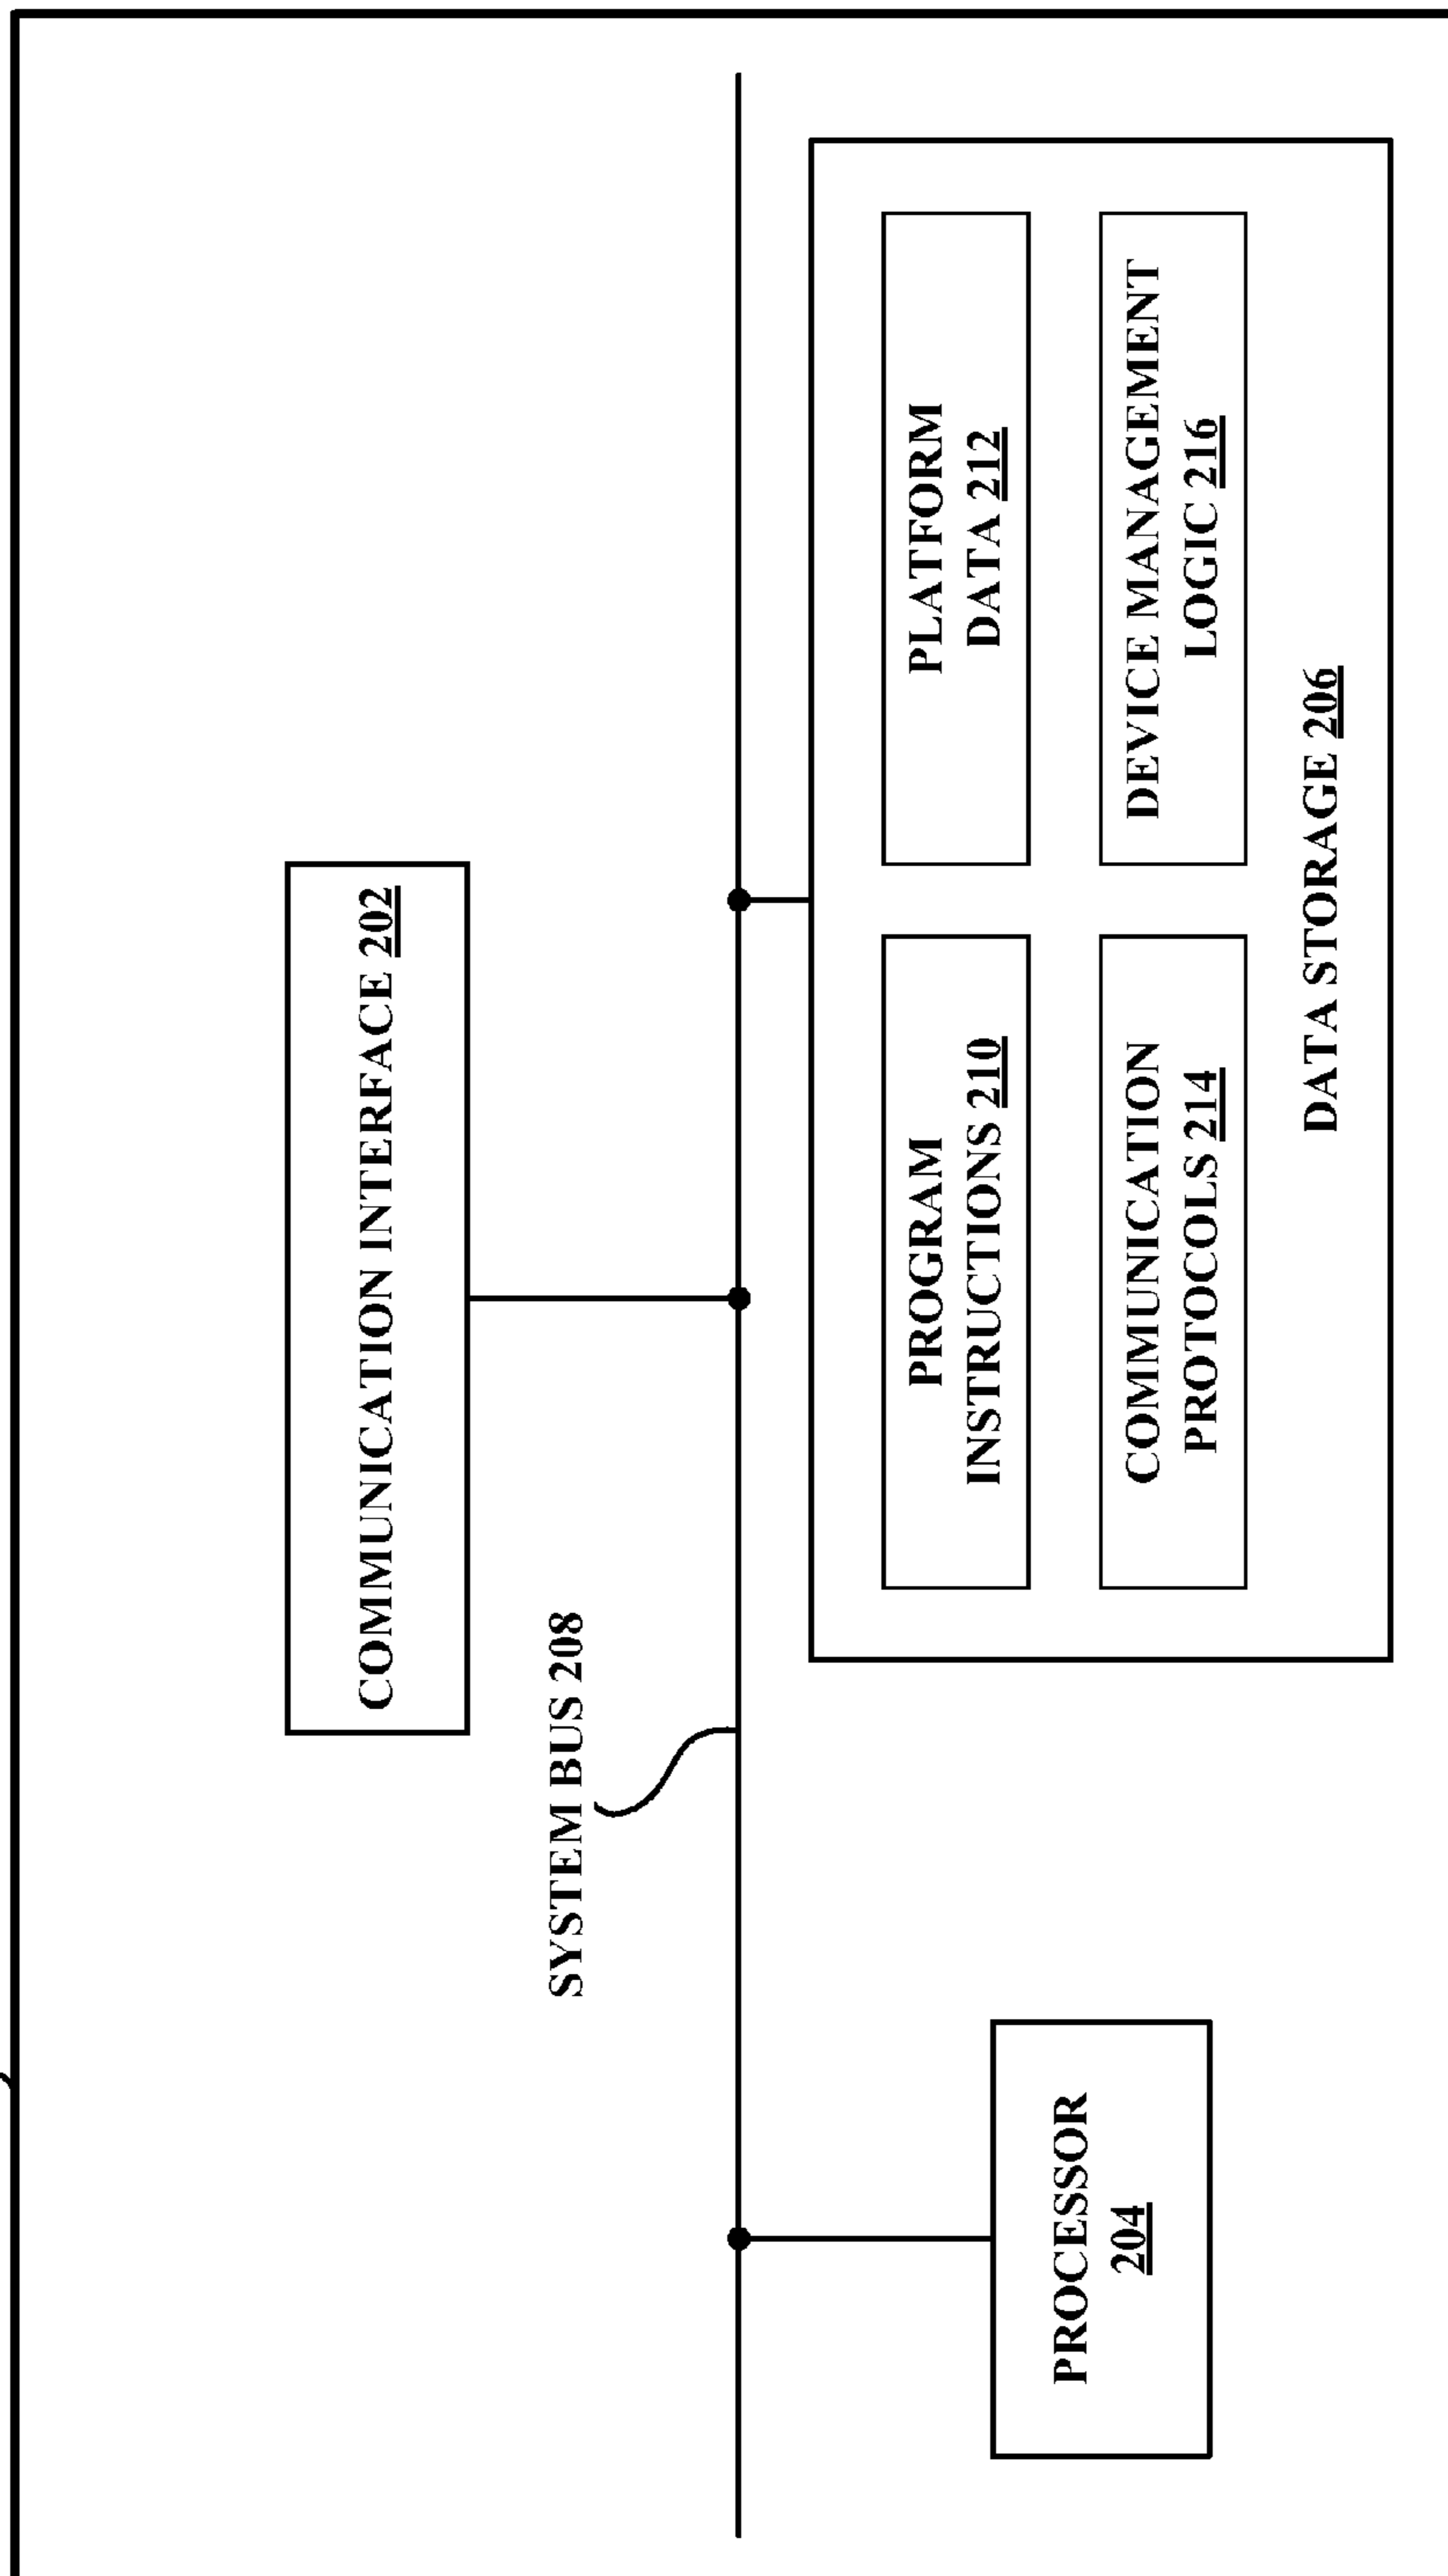 COMMUNICATION INTERFACE 202
SYSTEM BUS 208
PROCESSOR
204
PROGRAM
INSTRUCTIONS 210
PLATFORM
DATA 212
COMMUNICATION
PROTOCOLS 214
DEVICE MANAGEMENT
LOGIC 216
DATA STORAGE 206